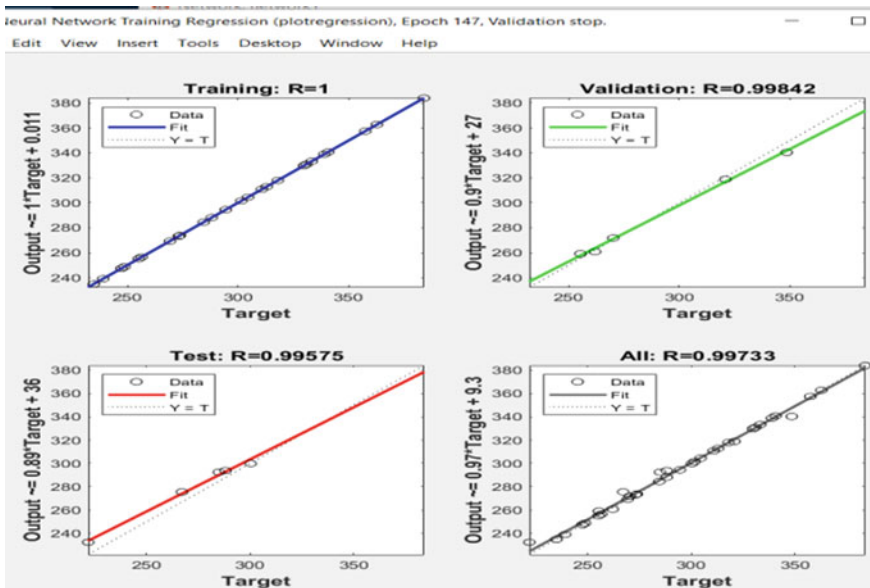 Neural Network Training Regression (plotregression), Epoch 147, Validation stop.
Edit View Insert Tools Desktop Window Help
Training: R=1
Output ~= 1*Target + 0.011
380
360
340
320
300
280
260
240
Data
Fit
Y = T
250 300 350
Target
Validation: R=0.99842
Output ~= 0.9*Target + 27
380
360
340
320
300
280
260
240
Data
Fit
Y = T
250 300 350
Target
Test: R=0.99575
Output ~= 0.89*Target + 36
380
360
340
320
300
280
260
240
Data
Fit
Y = T
250 300 350
Target
All: R=0.99733
Output ~= 0.97*Target + 9.3
380
360
340
320
300
280
260
240
Data
Fit
Y = T
250 300 350
Target